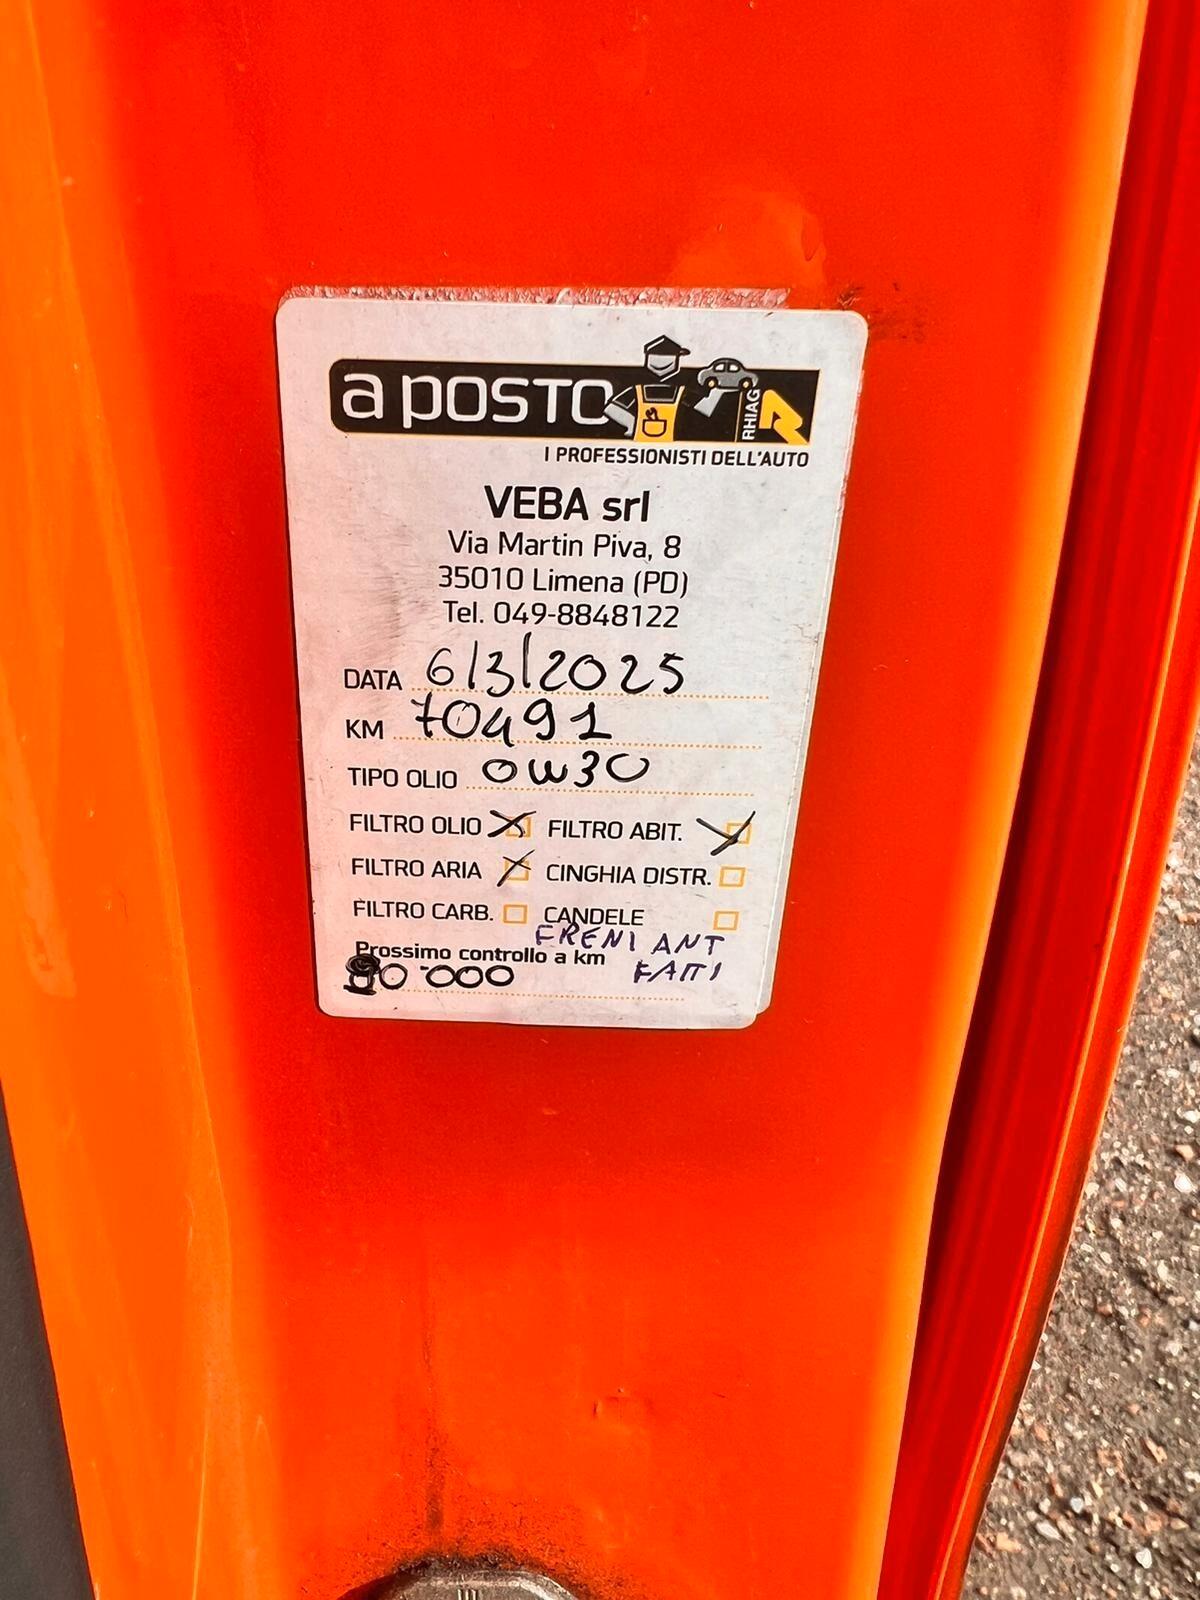 a posto
RHIAG
I PROFESSIONISTI DELL'AUTO
VEBA srl
Via Martin Piva, 8
35010 Limena (PD)
Tel. 049-8848122
DATA 6/3/2025
KM 70491
TIPO OLIO 0W30
FILTRO OLIO FILTRO ABIT.
FILTRO ARIA CINGHIA DISTR.
FILTRO CARB. CANDELE
FRENI ANT
FATTI
Prossimo controllo a km